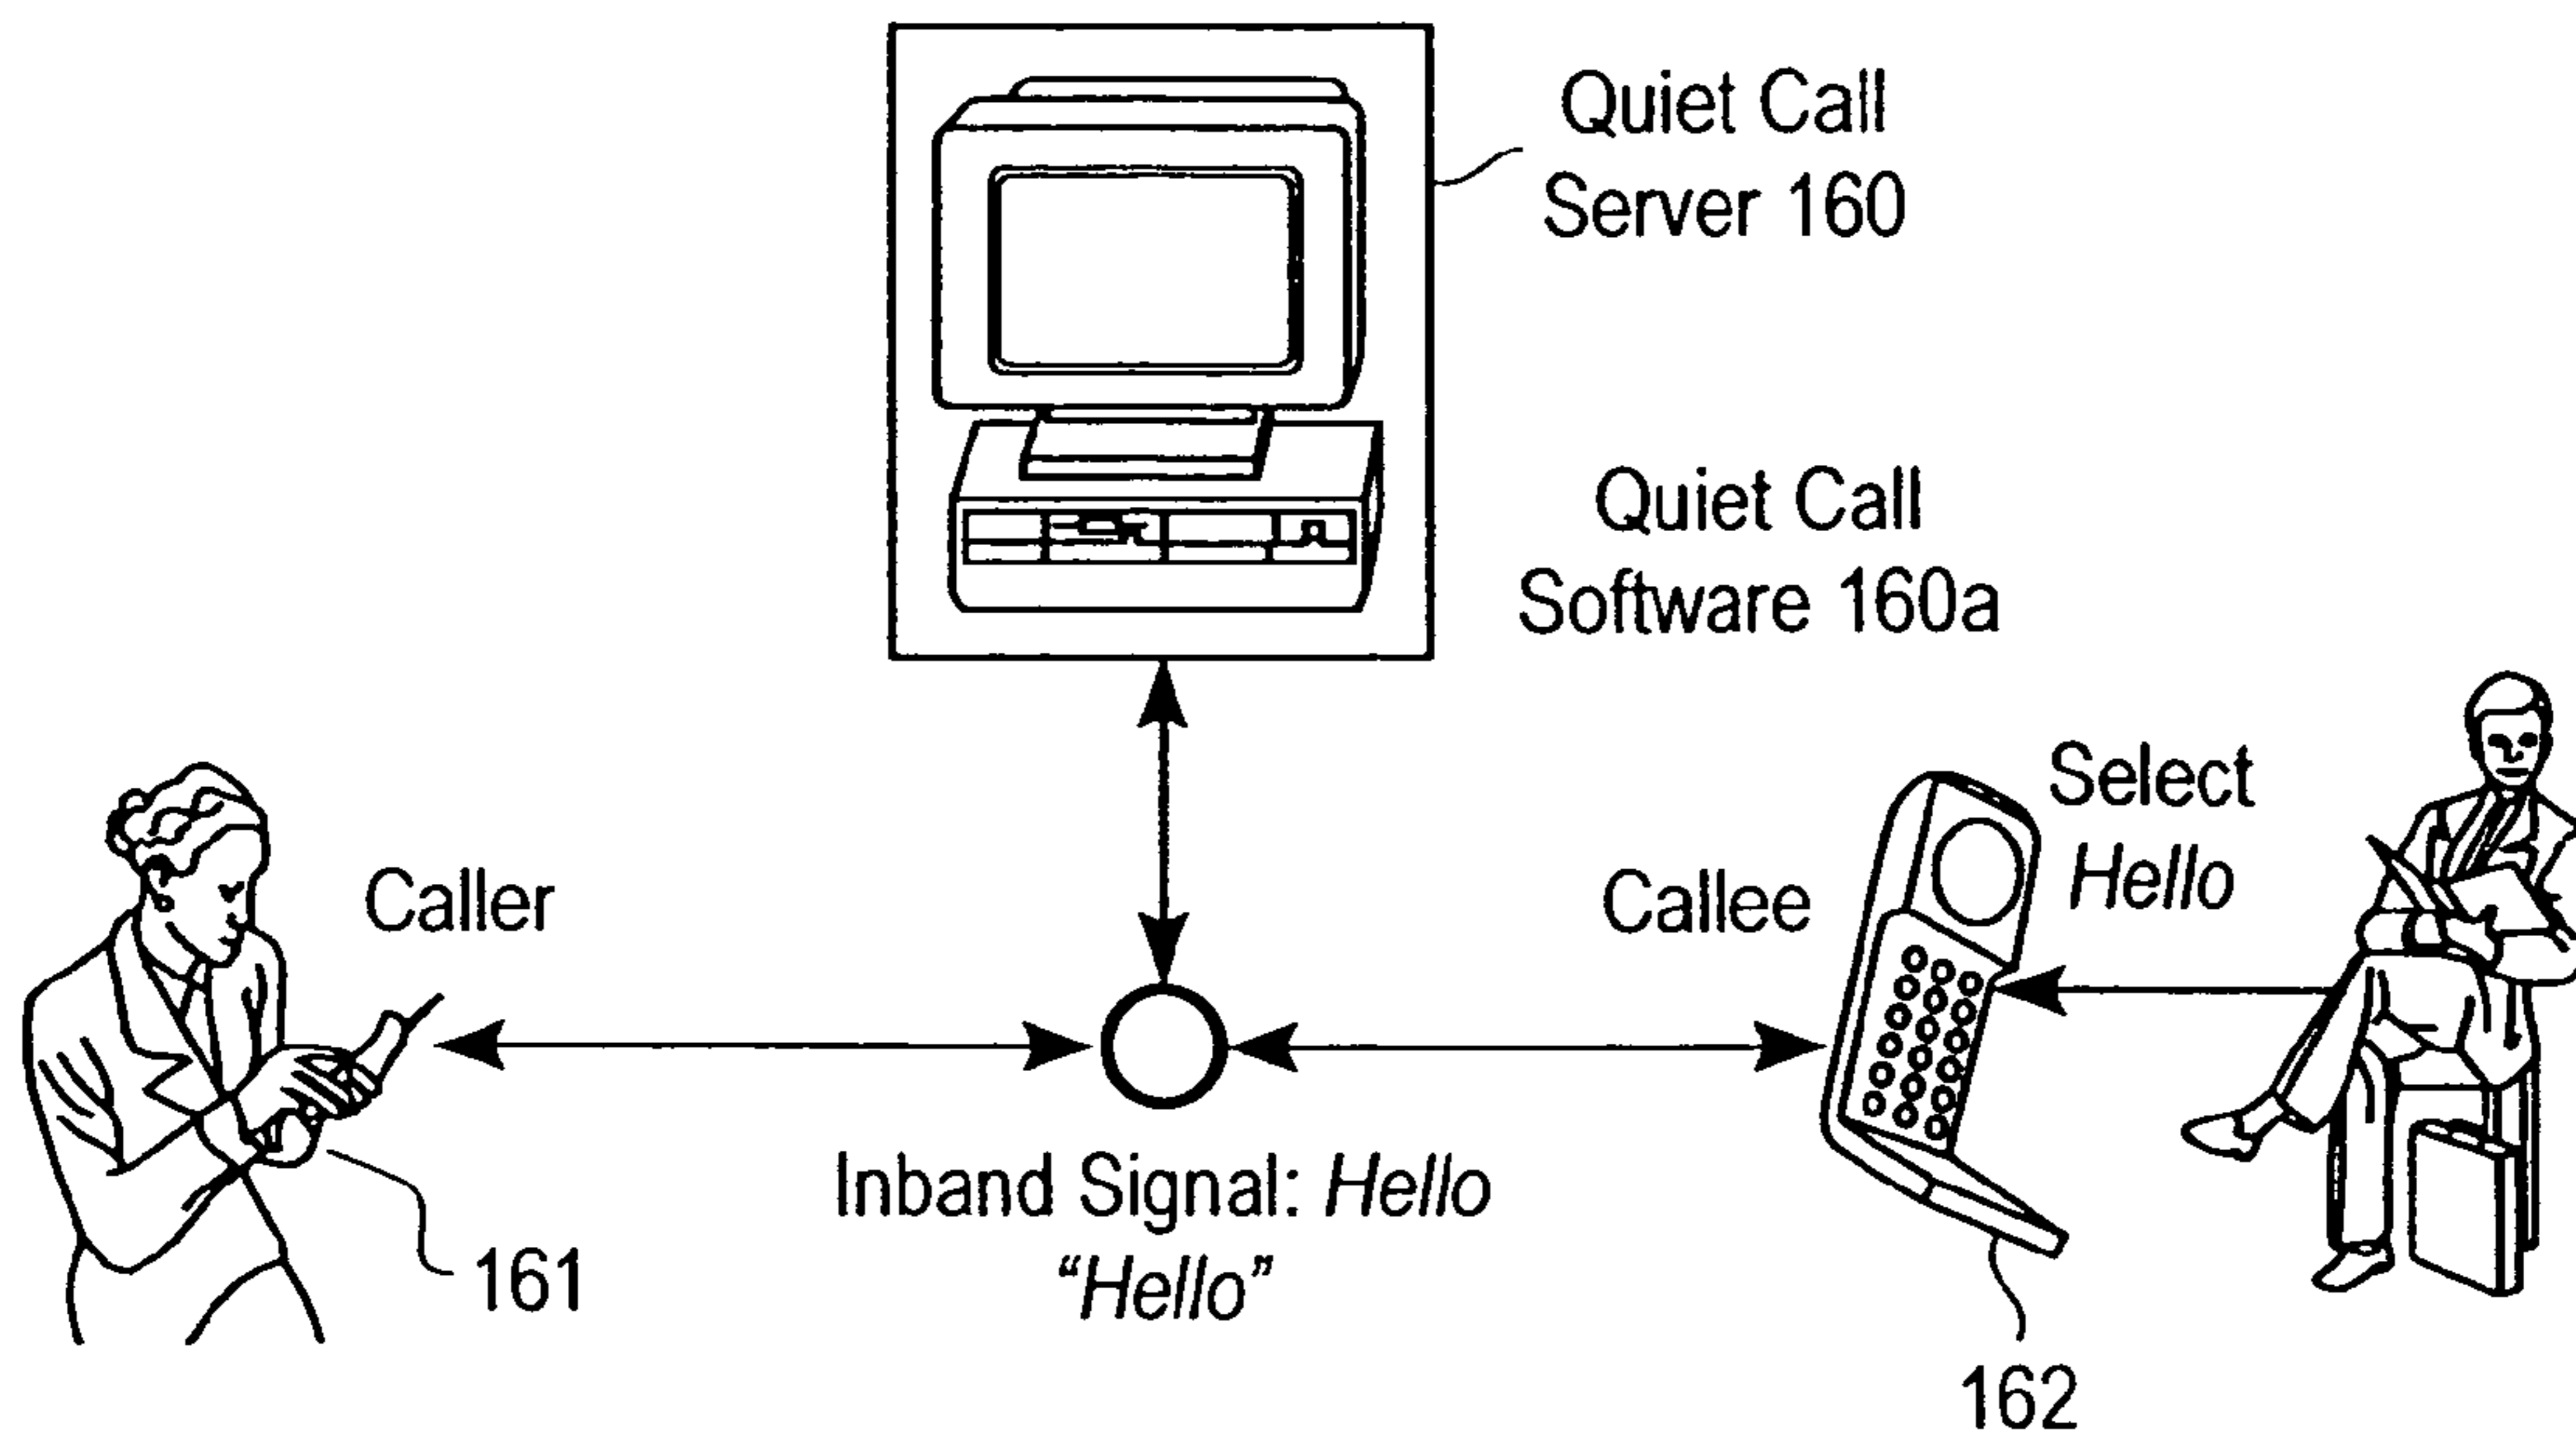 Quiet Call
Server 160
Quiet Call
Software 160a
Caller
Callee
Select
Hello
Inband Signal: Hello
“Hello”
161
162